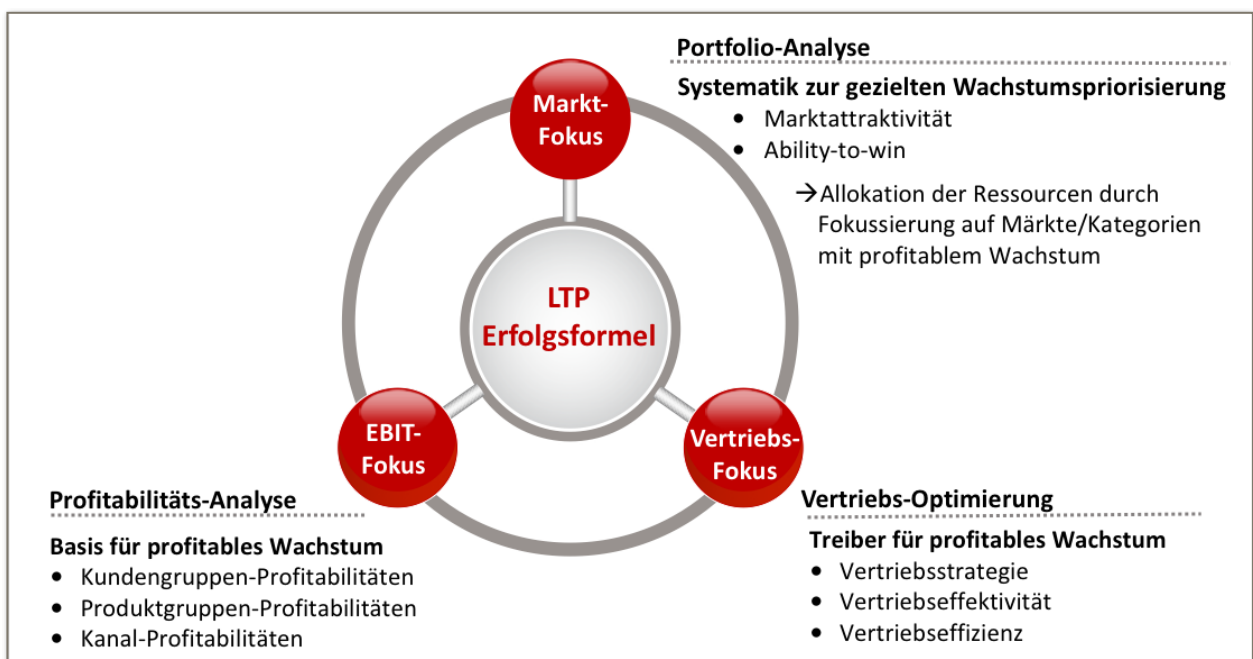 Portfolio-Analyse
Systematik zur gezielten Wachstumspriorisierung
• Marktattraktivität
• Ability-to-win
→Allokation der Ressourcen durch
Fokussierung auf Märkte/Kategorien
mit profitablem Wachstum
Markt-
Fokus
LTP
Erfolgsformel
EBIT-
Fokus
Vertriebs-
Fokus
Profitabilitäts-Analyse
Basis für profitables Wachstum
• Kundengruppen-Profitabilitäten
• Produktgruppen-Profitabilitäten
• Kanal-Profitabilitäten
Vertriebs-Optimierung
Treiber für profitables Wachstum
• Vertriebsstrategie
• Vertriebseffektivität
• Vertriebseffizienz